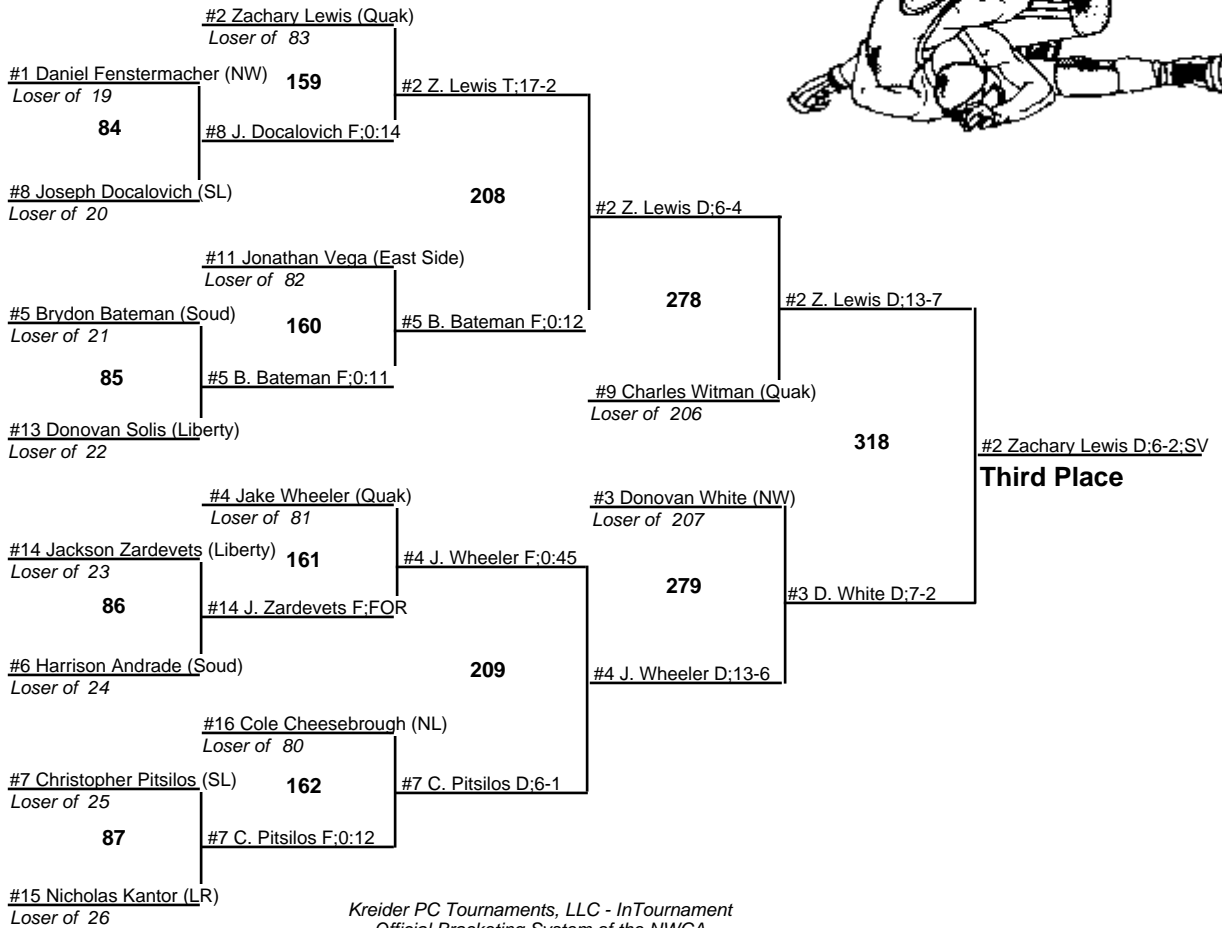 #2 Zachary Lewis (Quak)
Loser of 83
#1 Daniel Fenstermacher (NW)
Loser of 19
159
#2 Z. Lewis T;17-2
84
#8 J. Docalovich F;0:14
#8 Joseph Docalovich (SL)
Loser of 20
208
#2 Z. Lewis D;6-4
#11 Jonathan Vega (East Side)
Loser of 82
#5 Brydon Bateman (Soud)
Loser of 21
160
#5 B. Bateman F;0:12
278
#2 Z. Lewis D;13-7
85
#5 B. Bateman F;0:11
#9 Charles Witman (Quak)
Loser of 206
#13 Donovan Solis (Liberty)
Loser of 22
318
#2 Zachary Lewis D;6-2;SV
Third Place
#4 Jake Wheeler (Quak)
Loser of 81
#3 Donovan White (NW)
Loser of 207
#14 Jackson Zardevets (Liberty)
Loser of 23
161
#4 J. Wheeler F;0:45
279
#3 D. White D;7-2
86
#14 J. Zardevets F;FOR
#6 Harrison Andrade (Soud)
Loser of 24
209
#4 J. Wheeler D;13-6
#16 Cole Cheesebrough (NL)
Loser of 80
#7 Christopher Pitsilos (SL)
Loser of 25
162
#7 C. Pitsilos D;6-1
87
#7 C. Pitsilos F;0:12
#15 Nicholas Kantor (LR)
Loser of 26
Kreider PC Tournaments, LLC - InTournament
Official Bracketing System of the NWCA